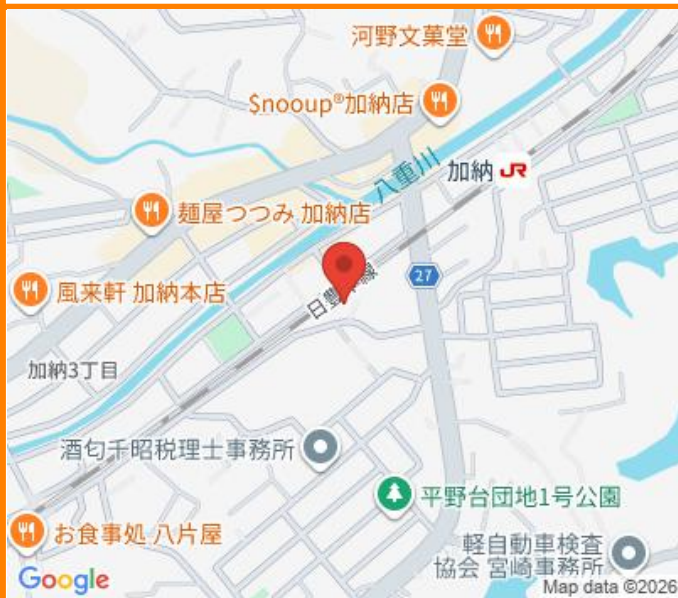 河野文菓堂
$nooup®加納店
八重川
加納
麺屋つつみ 加納店
27
日豊本線
風来軒 加納本店
加納3丁目
酒匂千昭税理士事務所
平野台団地1号公園
お食事処 八片屋
軽自動車検査
協会 宮崎事務所
Google
Map data ©2026